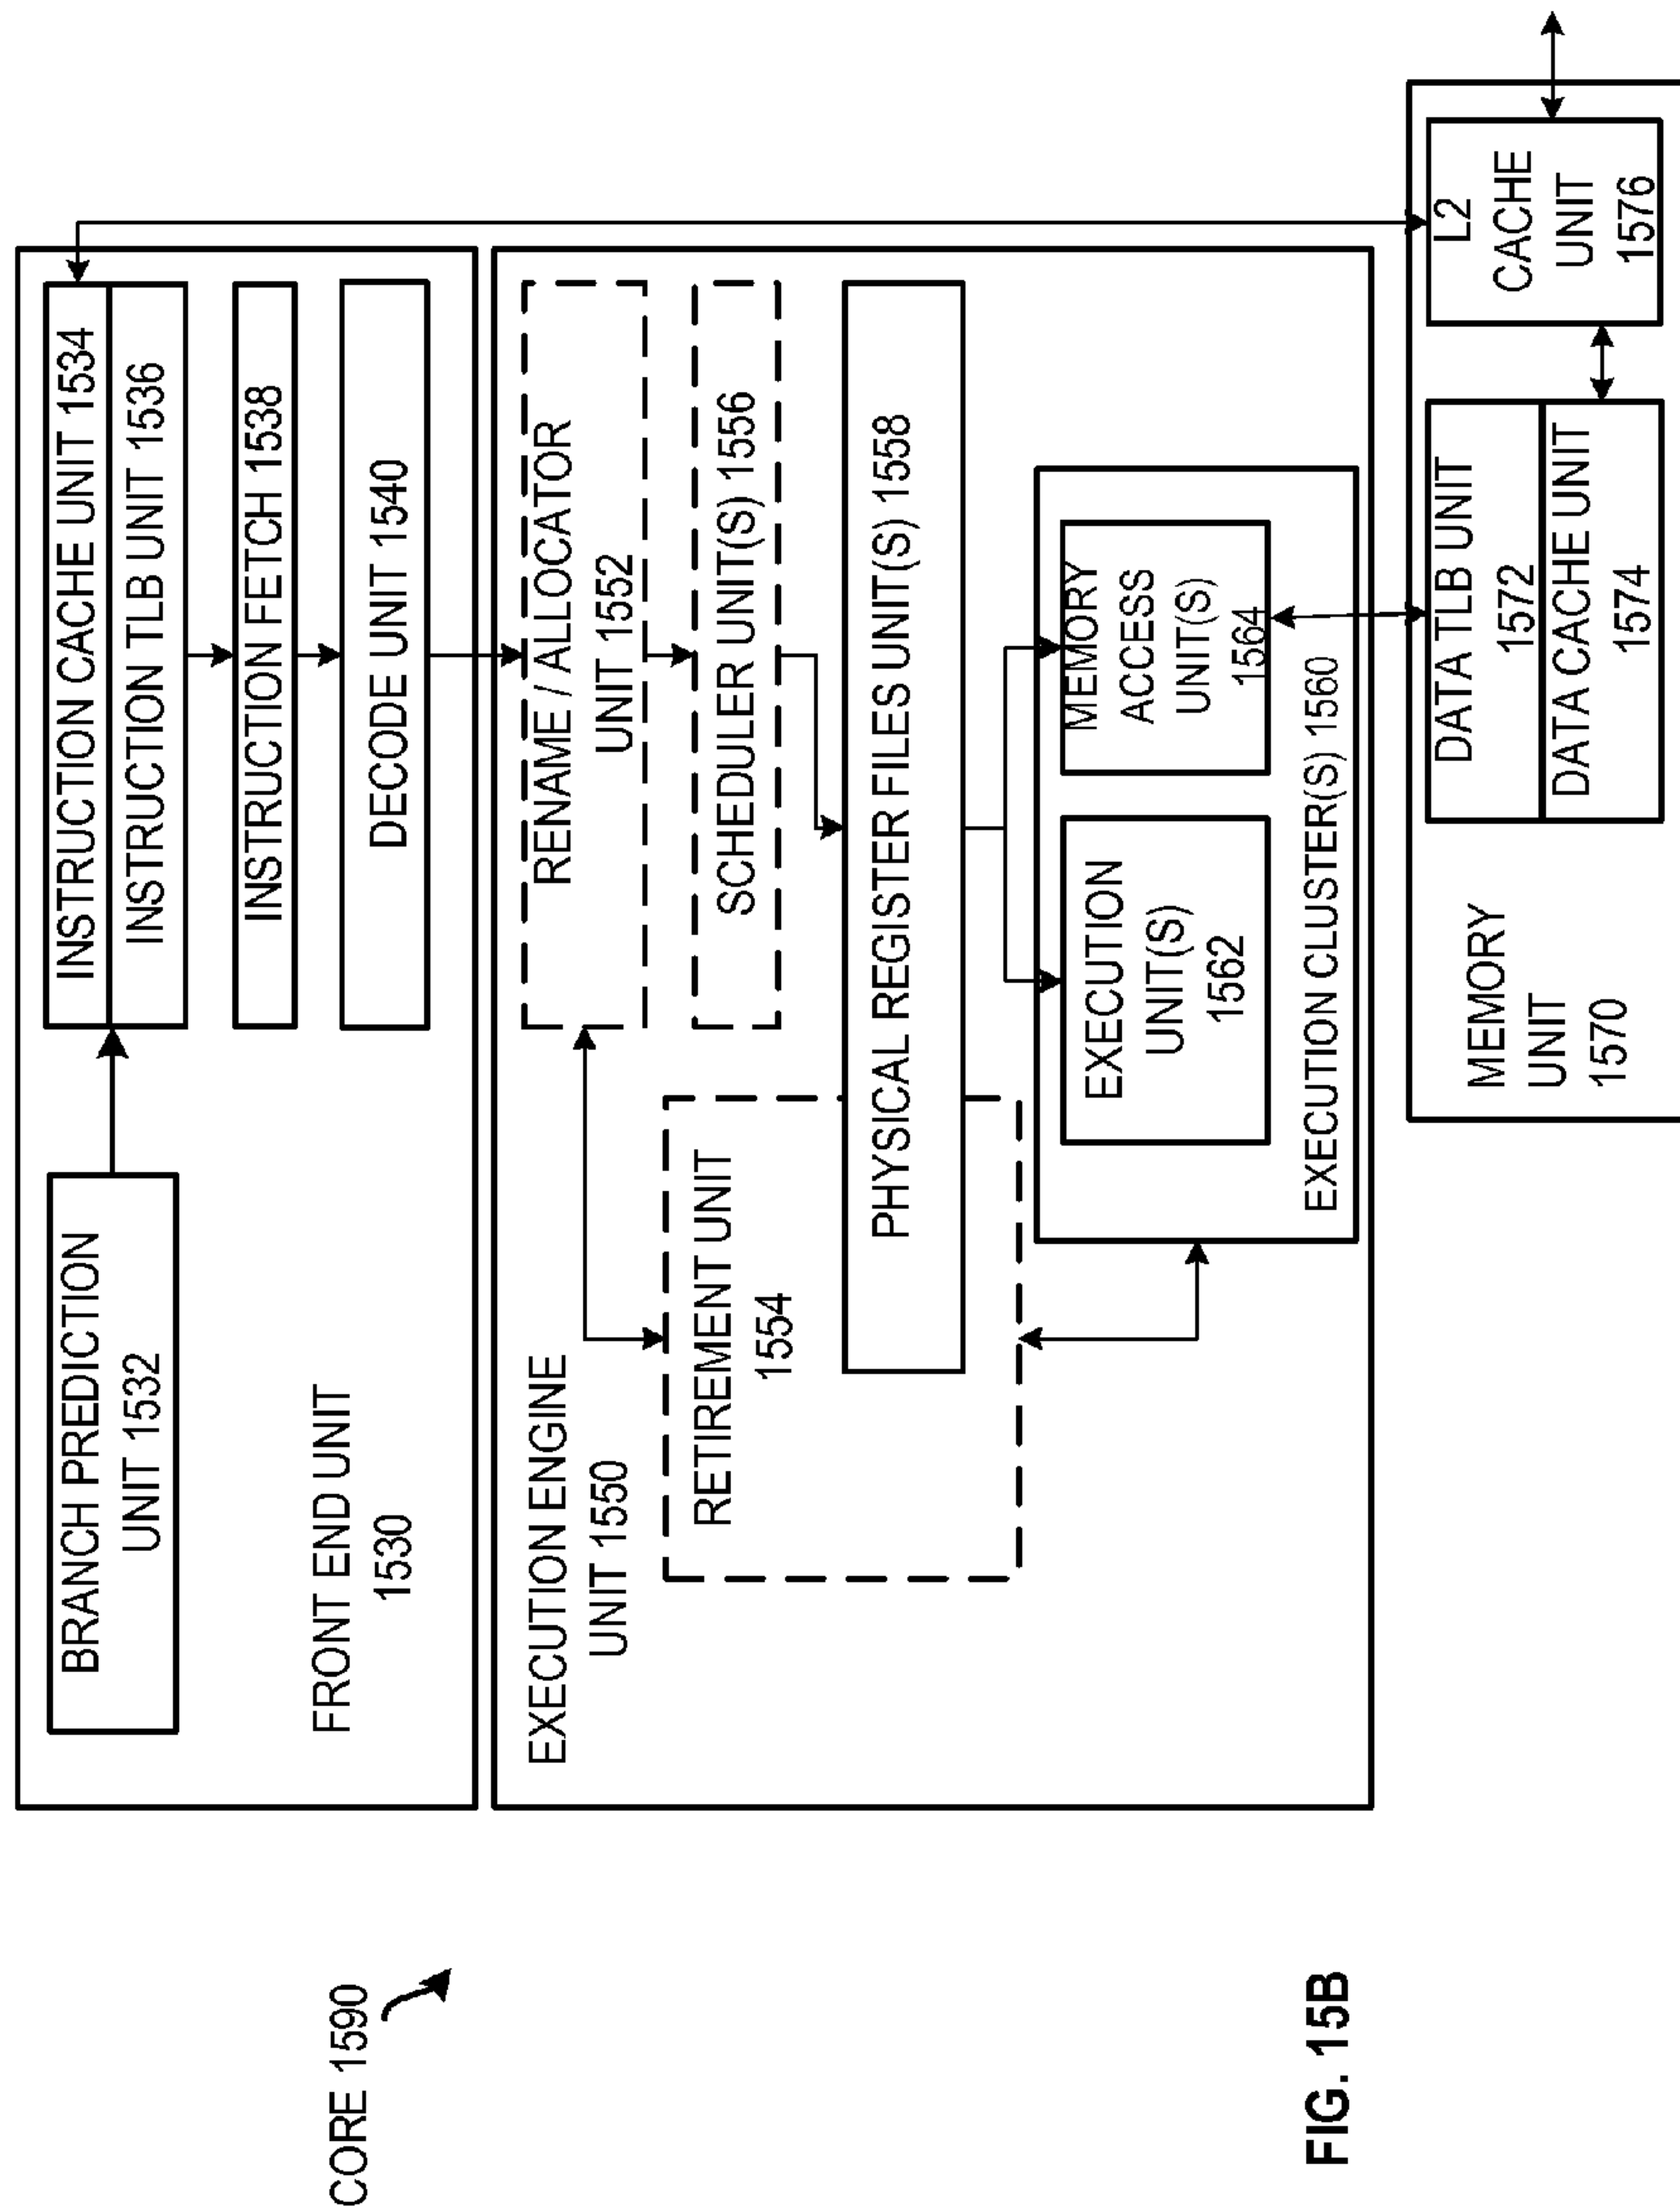 CORE 1590
BRANCH PREDICTION
UNIT 1532
INSTRUCTION CACHE UNIT 1534
INSTRUCTION TLB UNIT 1536
INSTRUCTION FETCH 1538
FRONT END UNIT
1530
DECODE UNIT 1540
EXECUTION ENGINE
UNIT 1550
RENAME / ALLOCATOR
UNIT 1552
RETIREMENT UNIT
1554
SCHEDULER UNIT(S) 1556
PHYSICAL REGISTER FILES UNIT(S) 1558
EXECUTION
UNIT(S)
1562
MEMORY
ACCESS
UNIT(S)
1564
EXECUTION CLUSTER(S) 1560
MEMORY
UNIT
1570
DATA TLB UNIT
1572
DATA CACHE UNIT
1574
L2
CACHE
UNIT
1576
FIG. 15B